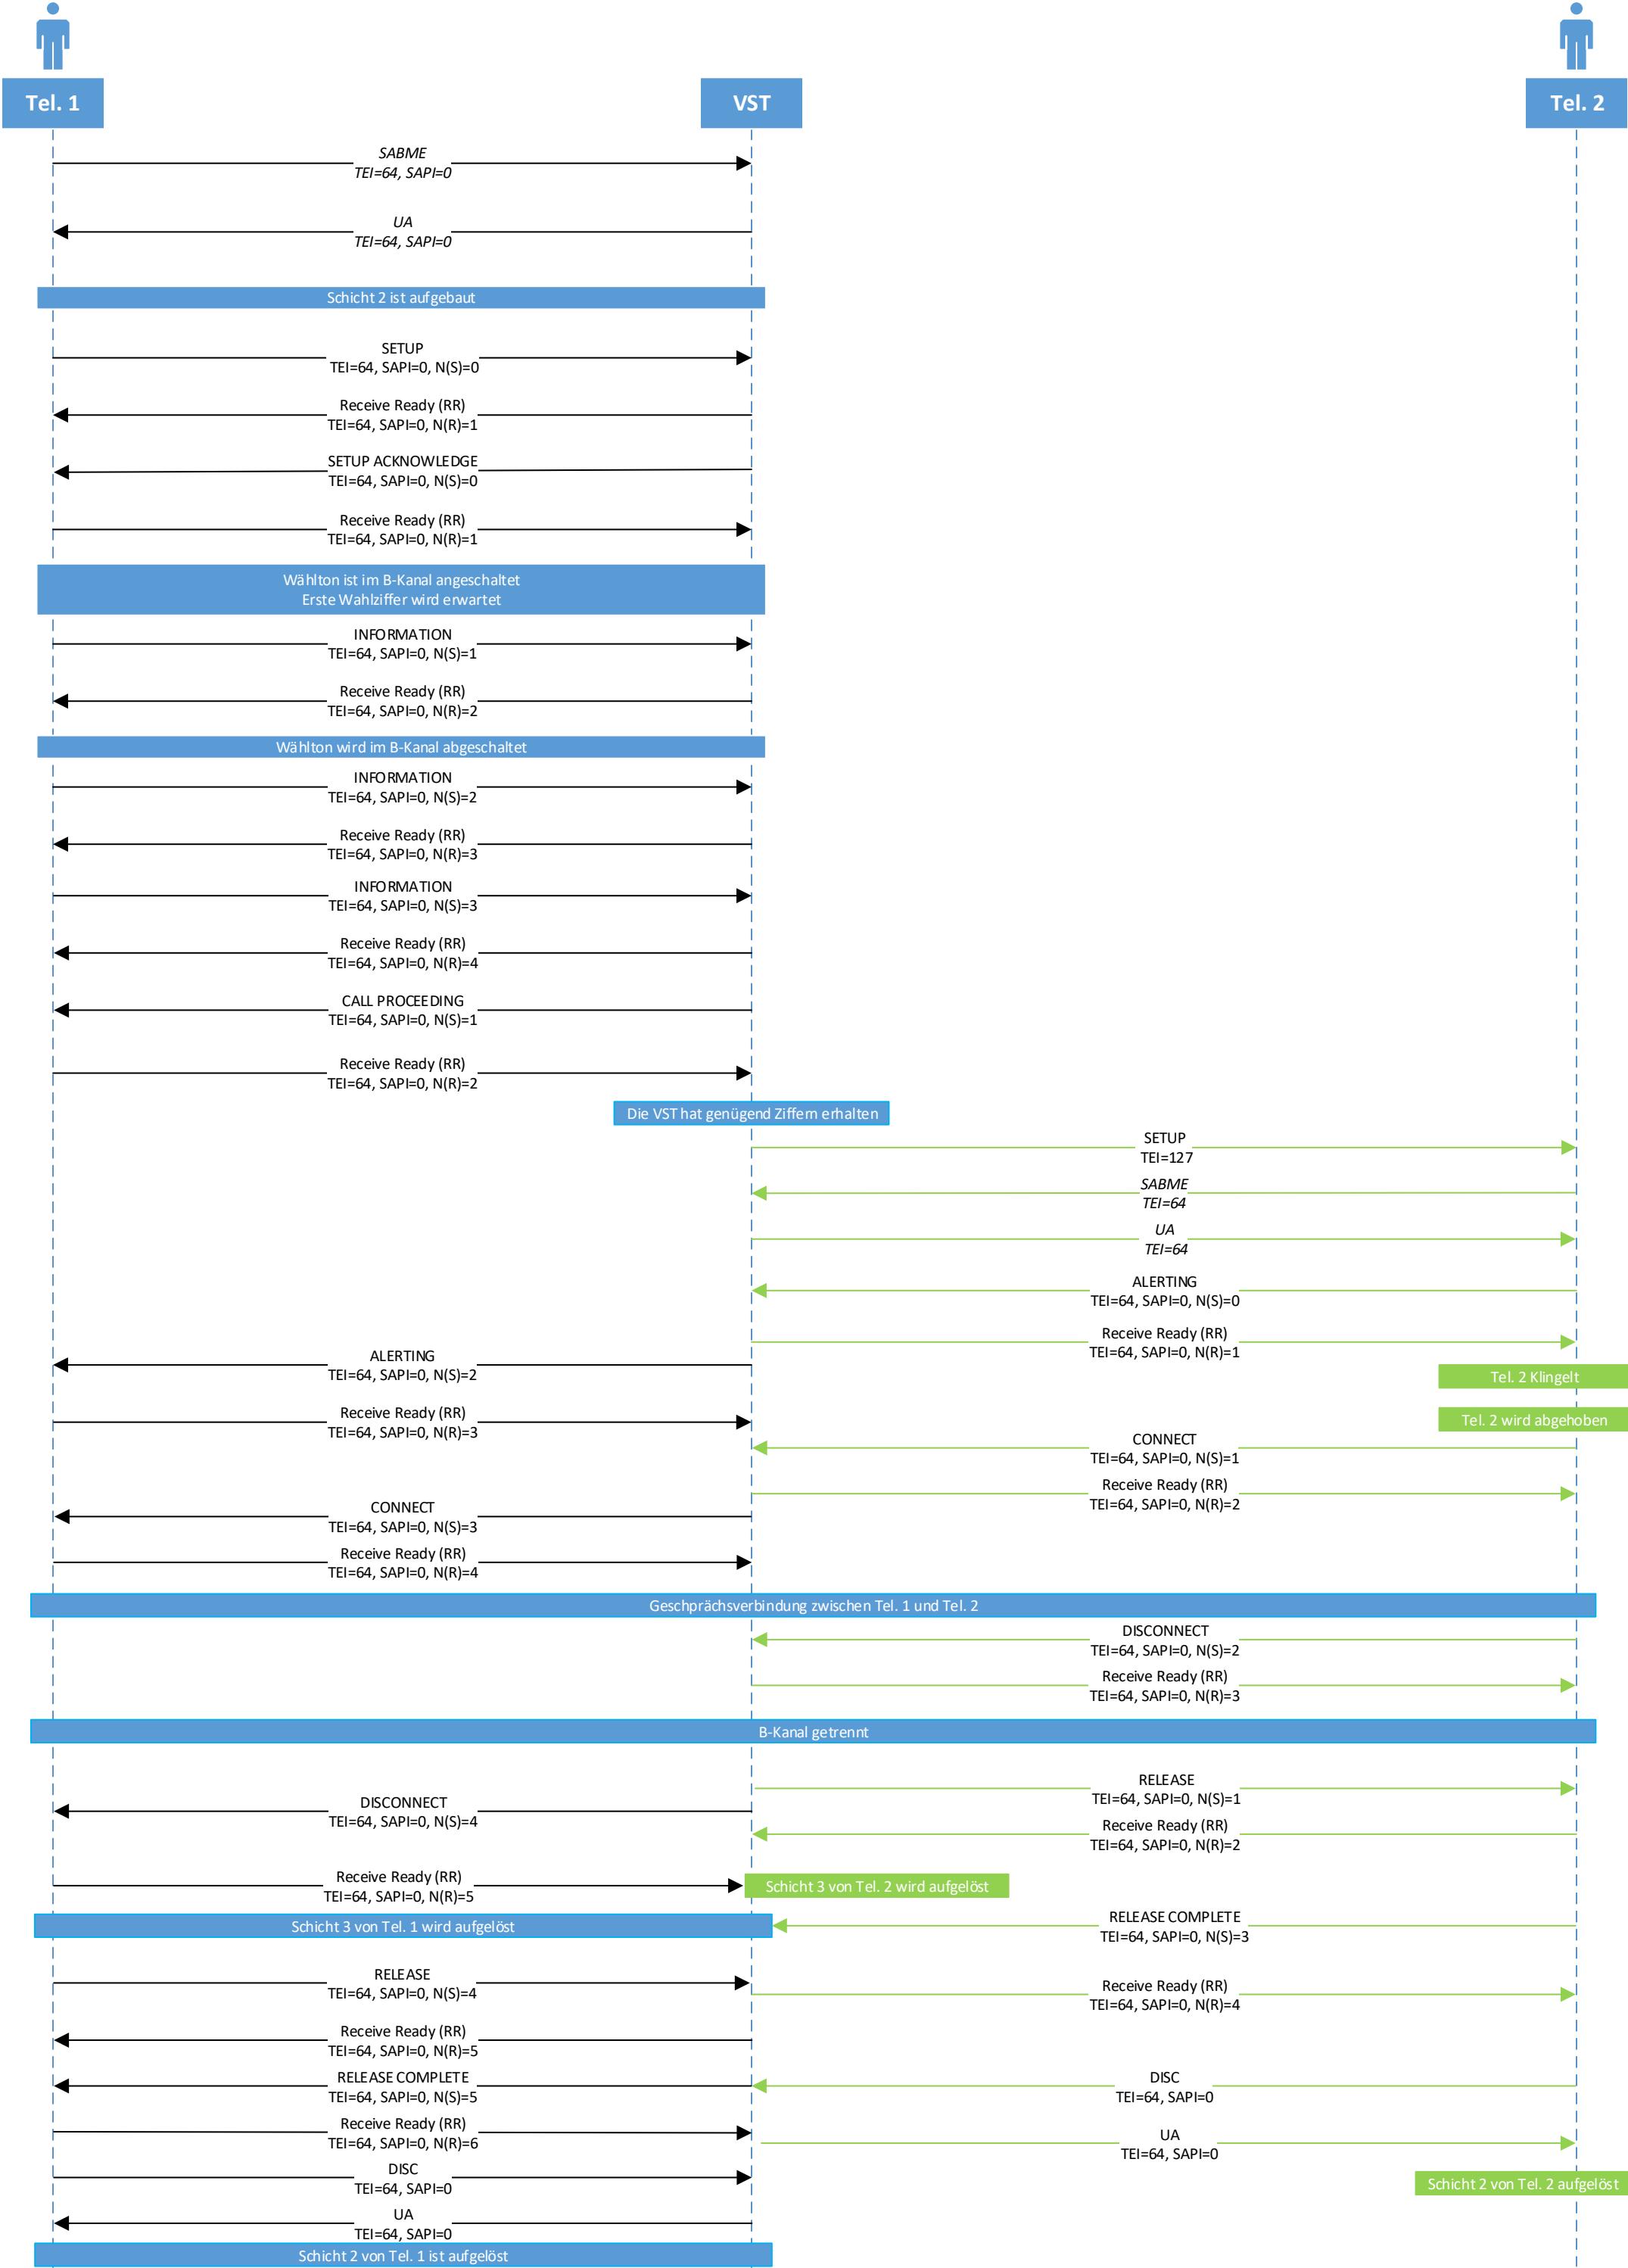 Tel. 1
VST
Tel. 2
SABME
TEI=64, SAPI=0
UA
TEI=64, SAPI=0
Schicht 2 ist aufgebaut
SETUP
TEI=64, SAPI=0, N(S)=0
Receive Ready (RR)
TEI=64, SAPI=0, N(R)=1
SETUP ACKNOWLEDGE
TEI=64, SAPI=0, N(S)=0
Receive Ready (RR)
TEI=64, SAPI=0, N(R)=1
Wählton ist im B-Kanal angeschaltet
Erste Wahlziffer wird erwartet
INFORMATION
TEI=64, SAPI=0, N(S)=1
Receive Ready (RR)
TEI=64, SAPI=0, N(R)=2
Wählton wird im B-Kanal abgeschaltet
INFORMATION
TEI=64, SAPI=0, N(S)=2
Receive Ready (RR)
TEI=64, SAPI=0, N(R)=3
INFORMATION
TEI=64, SAPI=0, N(S)=3
Receive Ready (RR)
TEI=64, SAPI=0, N(R)=4
CALL PROCEEDING
TEI=64, SAPI=0, N(S)=1
Receive Ready (RR)
TEI=64, SAPI=0, N(R)=2
Die VST hat genügend Ziffern erhalten
SETUP
TEI=127
SABME
TEI=64
UA
TEI=64
ALERTING
TEI=64, SAPI=0, N(S)=0
Receive Ready (RR)
TEI=64, SAPI=0, N(R)=1
ALERTING
TEI=64, SAPI=0, N(S)=2
Tel. 2 Klingelt
Receive Ready (RR)
TEI=64, SAPI=0, N(R)=3
Tel. 2 wird abgehoben
CONNECT
TEI=64, SAPI=0, N(S)=1
Receive Ready (RR)
TEI=64, SAPI=0, N(R)=2
CONNECT
TEI=64, SAPI=0, N(S)=3
Receive Ready (RR)
TEI=64, SAPI=0, N(R)=4
Geschprächsverbindung zwischen Tel. 1 und Tel. 2
DISCONNECT
TEI=64, SAPI=0, N(S)=2
Receive Ready (RR)
TEI=64, SAPI=0, N(R)=3
B-Kanal getrennt
RELEASE
TEI=64, SAPI=0, N(S)=1
DISCONNECT
TEI=64, SAPI=0, N(S)=4
Receive Ready (RR)
TEI=64, SAPI=0, N(R)=2
Receive Ready (RR)
TEI=64, SAPI=0, N(R)=5
Schicht 3 von Tel. 2 wird aufgelöst
Schicht 3 von Tel. 1 wird aufgelöst
RELEASE COMPLETE
TEI=64, SAPI=0, N(S)=3
RELEASE
TEI=64, SAPI=0, N(S)=4
Receive Ready (RR)
TEI=64, SAPI=0, N(R)=4
Receive Ready (RR)
TEI=64, SAPI=0, N(R)=5
RELEASE COMPLETE
TEI=64, SAPI=0, N(S)=5
DISC
TEI=64, SAPI=0
Receive Ready (RR)
TEI=64, SAPI=0, N(R)=6
UA
TEI=64, SAPI=0
DISC
TEI=64, SAPI=0
Schicht 2 von Tel. 2 aufgelöst
UA
TEI=64, SAPI=0
Schicht 2 von Tel. 1 ist aufgelöst